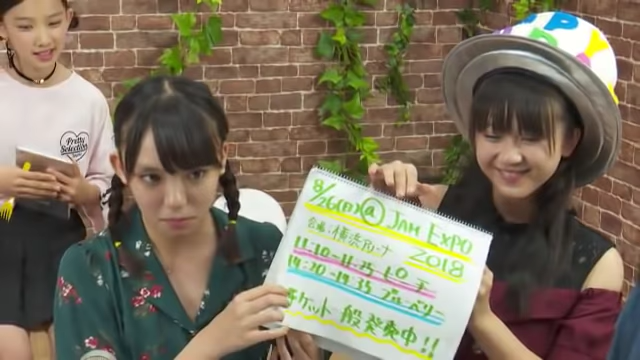 Pretty
Selection
8/26(日)@ JAM EXPO
2018
会場:横浜アリーナ
11:10-11:35
14:20-14:35 ブルーベリー
チケット一般発売中!!